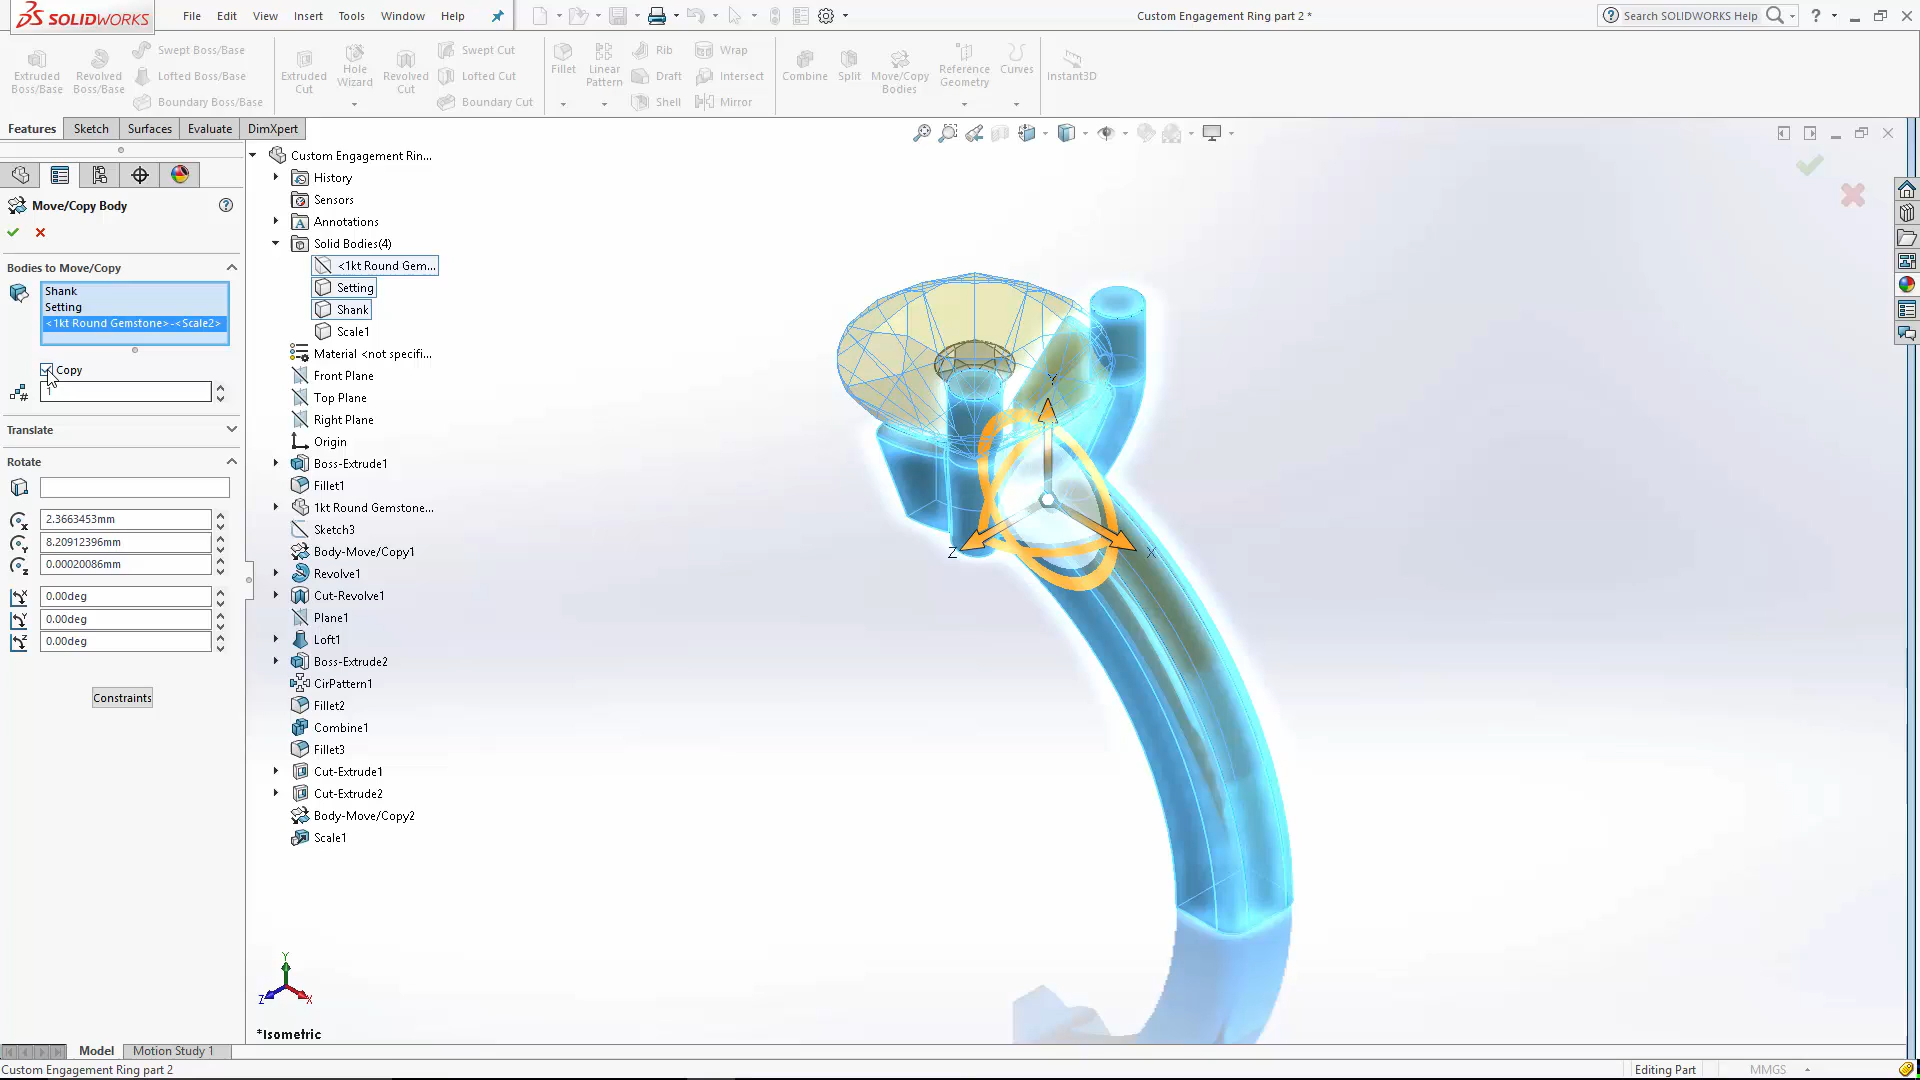 SOLIDWORKS
File Edit View Insert Tools Window Help
Custom Engagement Ring part 2 *
Search SOLIDWORKS Help
Extruded Boss/Base
Revolved Boss/Base
Swept Boss/Base
Lofted Boss/Base
Boundary Boss/Base
Extruded Cut
Hole Wizard
Revolved Cut
Swept Cut
Lofted Cut
Boundary Cut
Fillet
Linear Pattern
Rib
Draft
Shell
Wrap
Intersect
Mirror
Combine
Split
Move/Copy Bodies
Reference Geometry
Curves
Instant3D
Features Sketch Surfaces Evaluate DimXpert
Move/Copy Body
Bodies to Move/Copy
Shank
Setting
<1kt Round Gemstone>-<Scale2>
Copy
1
Translate
Rotate
2.3663453mm
8.20912396mm
0.00020086mm
0.00deg
0.00deg
0.00deg
Constraints
Custom Engagement Rin...
History
Sensors
Annotations
Solid Bodies(4)
<1kt Round Gem...
Setting
Shank
Scale1
Material <not specifi...
Front Plane
Top Plane
Right Plane
Origin
Boss-Extrude1
Fillet1
1kt Round Gemstone...
Sketch3
Body-Move/Copy1
Revolve1
Cut-Revolve1
Plane1
Loft1
Boss-Extrude2
CirPattern1
Fillet2
Combine1
Fillet3
Cut-Extrude1
Cut-Extrude2
Body-Move/Copy2
Scale1
Y
Z
X
Y
Z
X
*Isometric
Model Motion Study 1
Custom Engagement Ring part 2
Editing Part
MMGS